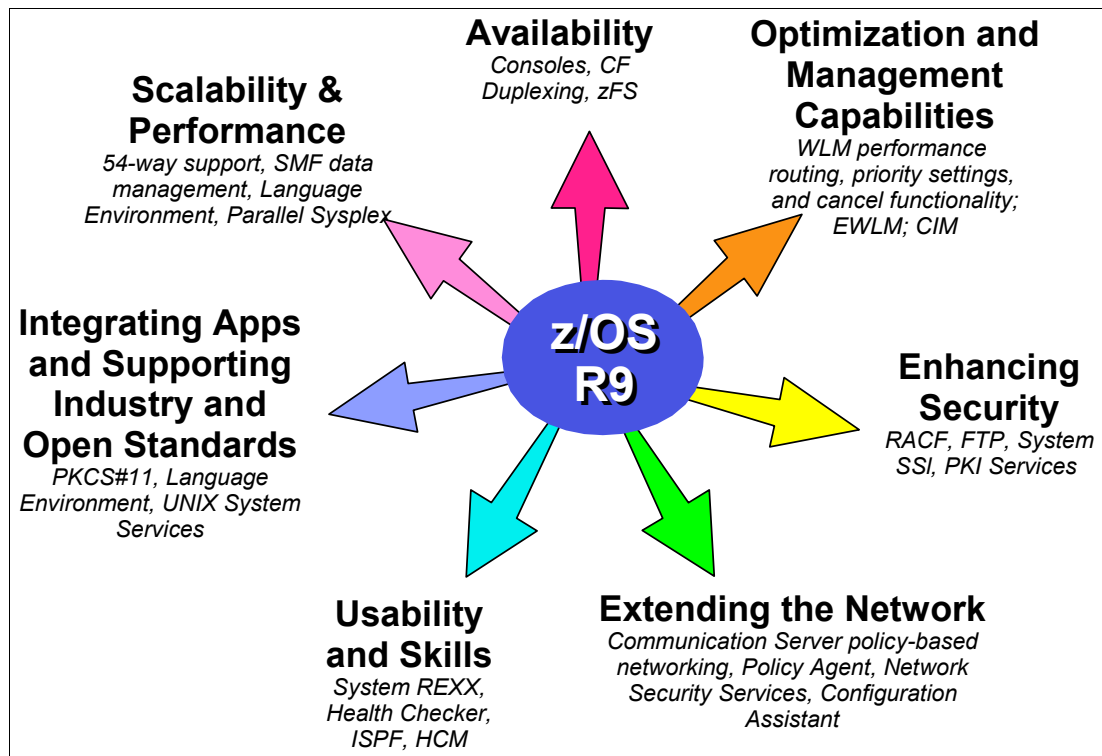 Availability
Consoles, CF
Duplexing, zFS
Optimization and
Management
Capabilities
WLM performance
routing, priority settings,
and cancel functionality;
EWLM; CIM
Scalability &
Performance
54-way support, SMF data
management, Language
Environment, Parallel Sysplex
z/OS
R9
Integrating Apps
and Supporting
Industry and
Open Standards
PKCS#11, Language
Environment, UNIX System
Services
Enhancing
Security
RACF, FTP, System
SSl, PKI Services
Usability
and Skills
System REXX,
Health Checker,
ISPF, HCM
Extending the Network
Communication Server policy-based
networking, Policy Agent, Network
Security Services, Configuration
Assistant